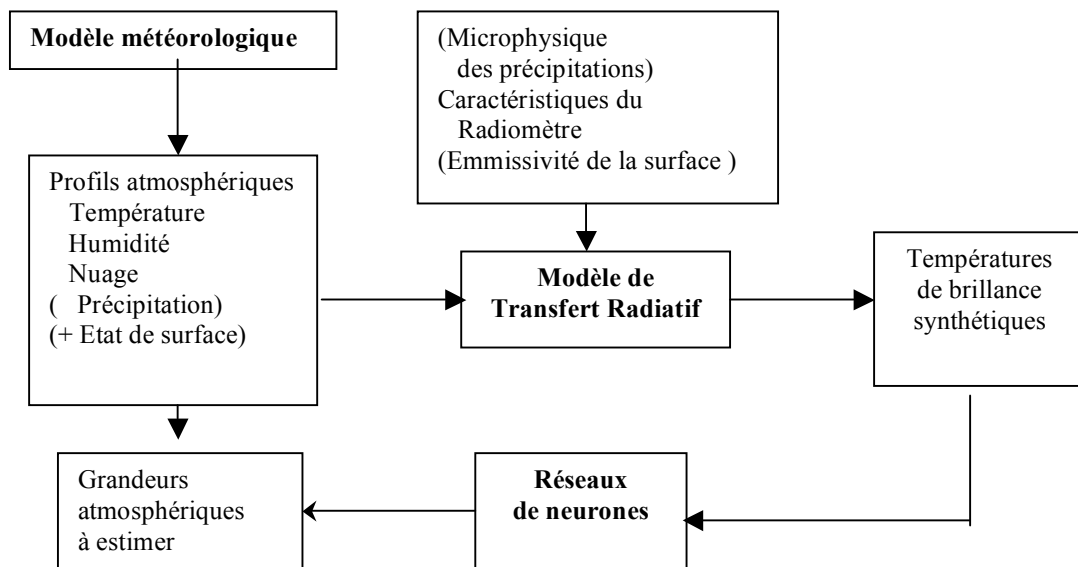 Modèle météorologique
(Microphysique
des précipitations)
Caractéristiques du
Radiomètre
(Emmissivité de la surface )
Profils atmosphériques
Température
Humidité
Nuage
( Précipitation)
(+ Etat de surface)
Modèle de
Transfert Radiatif
Températures
de brillance
synthétiques
Grandeurs
atmosphériques
à estimer
Réseaux
de neurones